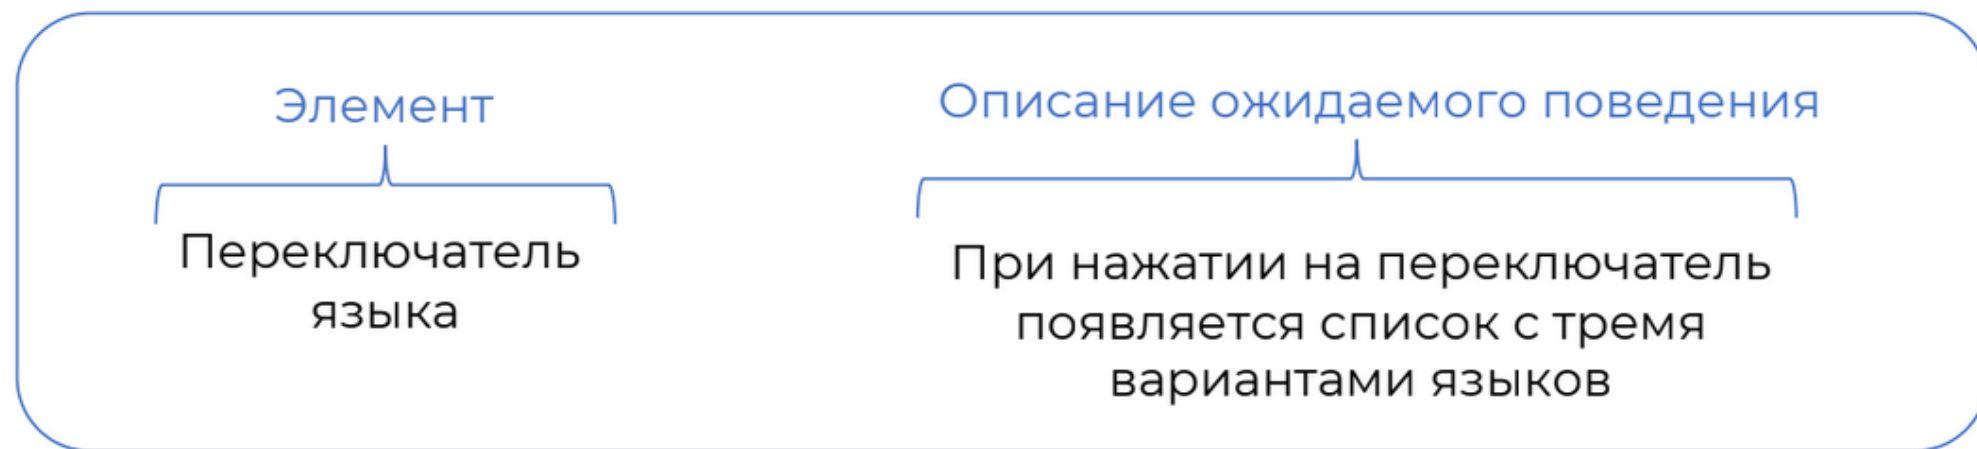 Элемент
Переключатель
языка
Описание ожидаемого поведения
При нажатии на переключатель
появляется список с тремя
вариантами языков